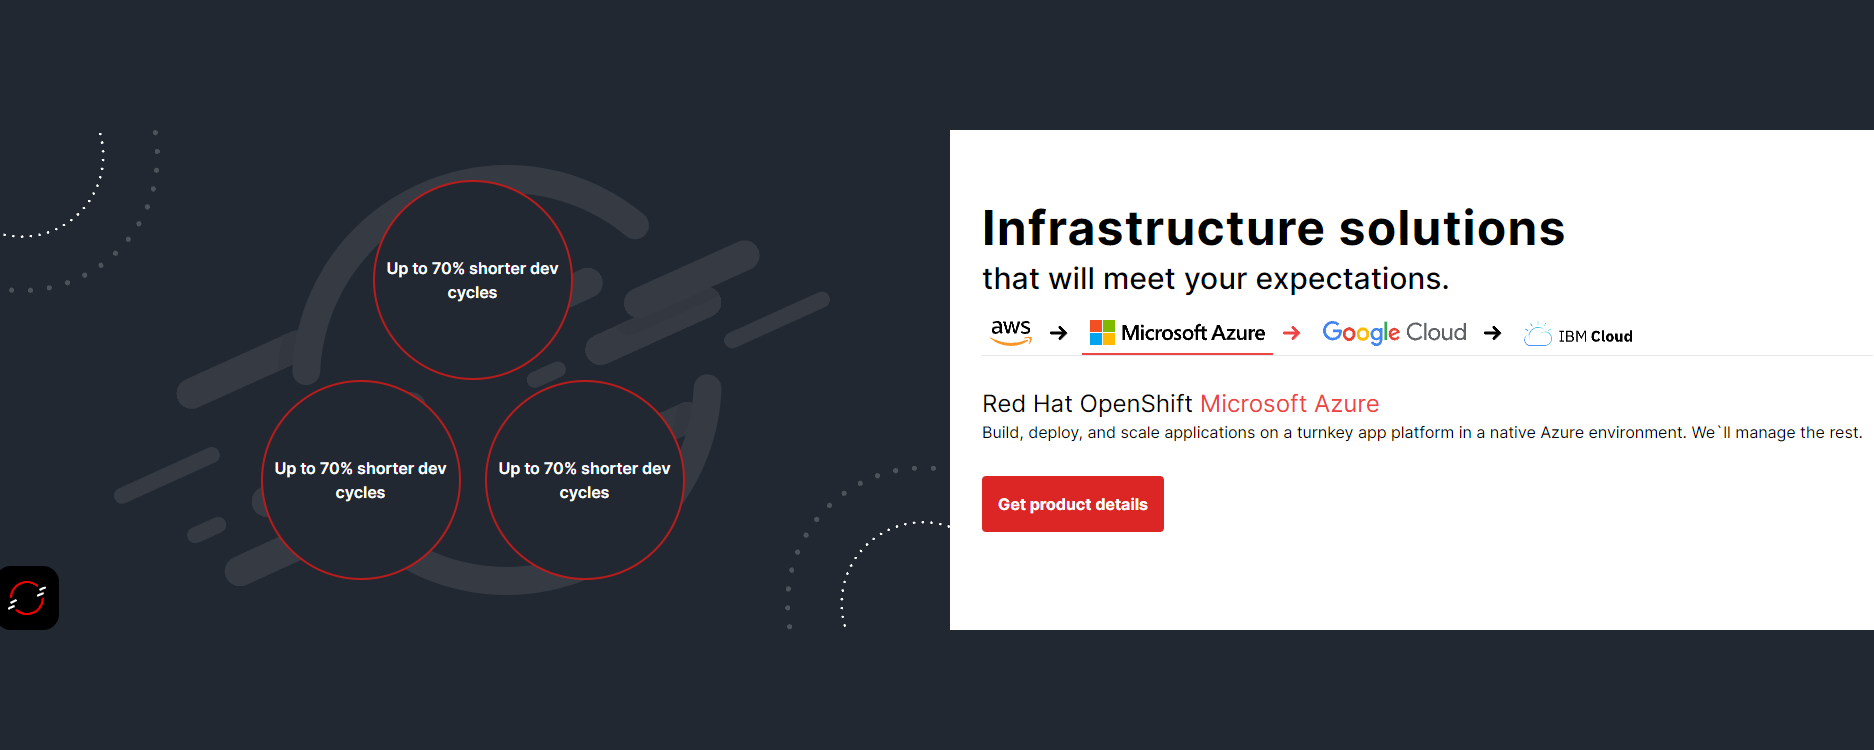 Up to 70% shorter dev
cycles
Up to 70% shorter dev
cycles
Up to 70% shorter dev
cycles
Infrastructure solutions
that will meet your expectations.
aws → Microsoft Azure → Google Cloud → IBM Cloud
Red Hat OpenShift Microsoft Azure
Build, deploy, and scale applications on a turnkey app platform in a native Azure environment. We`ll manage the rest.
Get product details